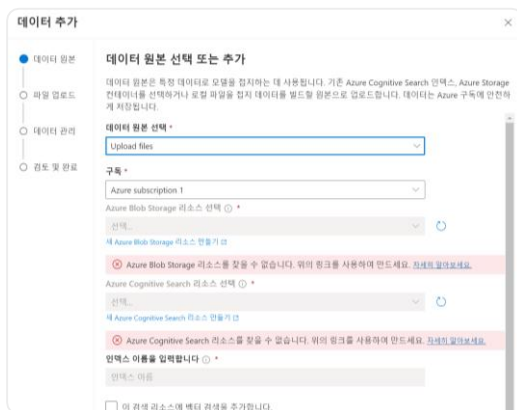 데이터 추가
데이터 원본
파일 업로드
데이터 관리
검토 및 완료
데이터 원본 선택 또는 추가
데이터 원본은 특정 데이터로 모델을 접지하는 데 사용됩니다. 기존 Azure Cognitive Search 인덱스, Azure Storage
컨테이너를 선택하거나 로컬 파일을 접지 데이터를 빌드할 원본으로 업로드합니다. 데이터는 Azure 구독에 안전하
게 저장됩니다.
데이터 원본 선택 *
Upload files
구독 *
Azure subscription 1
Azure Blob Storage 리소스 선택 *
선택...
새 Azure Blob Storage 리소스 만들기
Azure Blob Storage 리소스를 찾을 수 없습니다. 위의 링크를 사용하여 만드세요. 자세히 알아보세요.
Azure Cognitive Search 리소스 선택 *
선택...
새 Azure Cognitive Search 리소스 만들기
Azure Cognitive Search 리소스를 찾을 수 없습니다. 위의 링크를 사용하여 만드세요. 자세히 알아보세요.
인덱스 이름을 입력합니다 *
인덱스 이름
이 검색 리소스에 벡터 검색을 추가합니다.